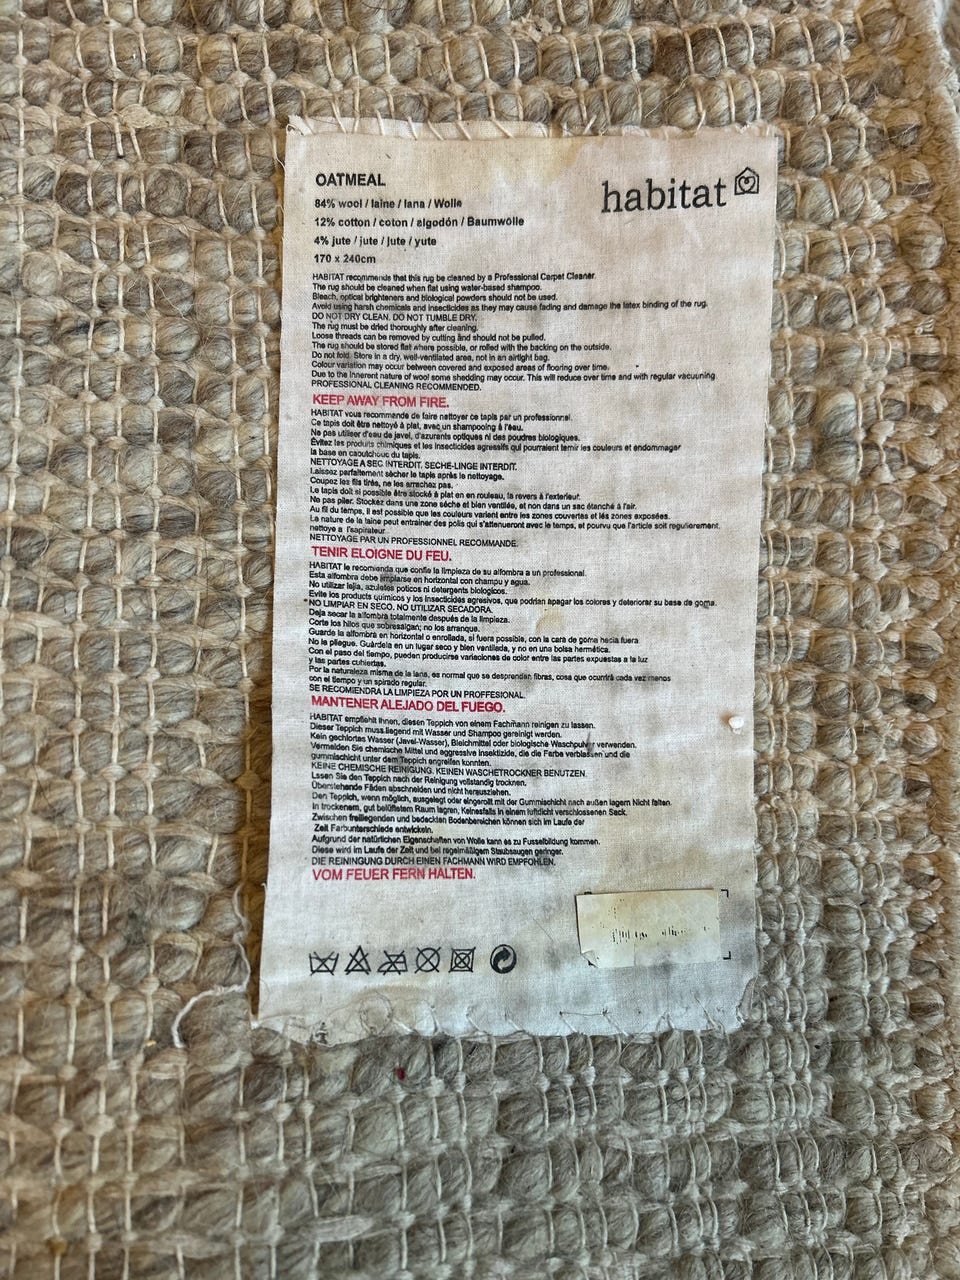 OATMEAL
habitat
84% wool / laine / lana / Wolle
12% cotton / coton / algodón / Baumwolle
4% jute / jute / jute / yute
170 x 240cm
HABITAT recommends that this rug be cleaned by a Professional Carpet Cleaner.
The rug should be cleaned when flat using water-based shampoo.
Bleach, optical brighteners and biological powders should not be used.
Avoid using harsh chemicals and insecticides as they may cause fading and damage the latex binding of the rug.
DO NOT DRY CLEAN. DO NOT TUMBLE DRY.
The rug must be dried thoroughly after cleaning.
Loose threads can be removed by cutting and should not be pulled.
The rug should be stored flat where possible, or rolled with the backing on the outside.
Do not fold. Store in a dry, well-ventilated area, not in an airtight bag.
Colour variation may occur between covered and exposed areas of flooring over time.
Due to the inherent nature of wool some shedding may occur. This will reduce over time and with regular vacuuning.
PROFESSIONAL CLEANING RECOMMENDED.
KEEP AWAY FROM FIRE.
HABITAT vous recommande de faire nettoyer ce tapis par un professionnel.
Ce tapis doit être nettoyé à plat, avec un shampooing à l'eau.
Ne pas utiliser d'eau de javel, d'azurants optiques ni des poudres biologiques.
Évitez les produits chimiques et les insecticides agressifs qui pourraient ternir les couleurs et endommager
la base en caoutchouc du tapis.
NETTOYAGE A SEC INTERDIT. SECHE-LINGE INTERDIT.
Laissez parfaitement sécher le tapis après le nettoyage.
Coupez les fils tirés, ne les arrachez pas.
Le tapis doit si possible être stocké à plat en en rouleau, la revers à l'exterieur.
Ne pas plier. Stockez dans une zone sèche et bien ventilée, et non dans un sac étanché à l'air.
Au fil du temps, il est possible que les couleurs varient entre les zones couvertes et les zones exposées.
La nature de la laine peut entrainer des polis qui s'attenueront avec le temps, et pourvu que l'article soit regulierement.
nettoye a l'aspirateur.
NETTOYAGE PAR UN PROFESSIONNEL RECOMMANDE.
TENIR ELOIGNE DU FEU.
HABITAT le recomienda que confie la limpieza de su alfombra a un professional.
Esta alfombra debe limpiarse en horizontal con champu y agua.
No utilizar lejia, azuletes poticos ni detergents biologicos.
Evite los products quimicos y los insecticidas agresivos, que podrian apagar los colores y deteriorar su base de goma.
NO LIMPIAR EN SECO. NO UTILIZAR SECADORA.
Deja secar la alfombra totalmente después de la limpieza.
Corte los hilos que sobresalgan; no los arranque.
Guarde la alfombra en horizontal o enrollada, si fuera possible, con la cara de goma hacia fuera
No le pliegue. Guárdela en un lugar seco y bien ventilada, y no en una bolsa hermética.
Con el paso del tiempo, pueden producirse variaciones de color entre las partes expuestas a la luz
y las partes cubiertas.
Por la naturaleza misma de la lana, es normal que se desprendan fibras, cosa que ocurrirá cada vez menos
con el tiempo y un spirado regular.
SE RECOMIENDRA LA LIMPIEZA POR UN PROFFESIONAL.
MANTENER ALEJADO DEL FUEGO.
HABITAT empfiehlt Ihnen, diesen Teppich von einem Fachmann reinigen zu lassen.
Dieser Teppich muss liegend mit Wasser und Shampoo gereinigt werden.
Kein gechlortes Wasser (Javel-Wasser), Bleichmittel oder biologische Waschpulver verwenden.
Vermeiden Sie chemische Mittel und aggressive Insektizide, die die Farbe verblassen und die
gummischicht unter dem Teppich angreifen konnten.
KEINE CHEMISCHE REINIGUNG. KEINEN WASCHETROCKNER BENUTZEN.
Lssen Sie den Teppich nach der Reinigung vollstandig trocknen.
Überstehende Fäden abschneiden und nicht herausziehen.
Den Teppich, wenn möglich, ausgelegt oder eingerollt mit der Gummischicht nach außen lagern Nicht falten.
In trockenem, gut belüftetem Raum lagren, Keinesfalls in einem luftdicht verschlossenen Sack.
Zwischen freiliegenden und bedeckten Bodenbereichen können sich im Laufe der
Zeit Farbunterschiede entwickeln.
Aufgrund der natürlichen Eigenschaften von Wolle kann es zu Fusselbildung kommen.
Diese wird im Laufe der Zeit und bei regelmäßigem Staubsaugen geringer.
DIE REININGUNG DURCH EINEN FACHMANN WIRD EMPFOHLEN.
VOM FEUER FERN HALTEN.